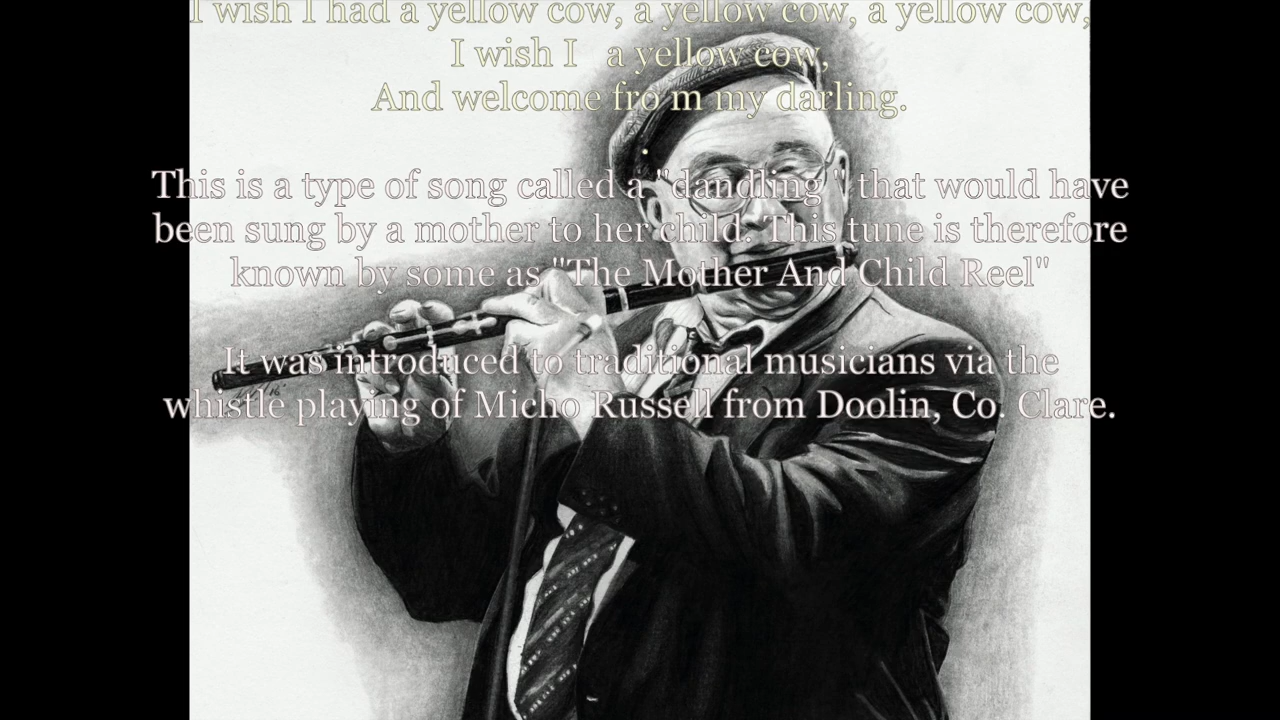 I wish I had a yellow cow, a yellow cow, a yellow cow,
I wish I a yellow cow,
And welcome fro m my darling.
This is a type of song called a "dandling " that would have
been sung by a mother to her child. This tune is therefore
known by some as "The Mother And Child Reel"
It was introduced to traditional musicians via the
whistle playing of Micho Russell from Doolin, Co. Clare.